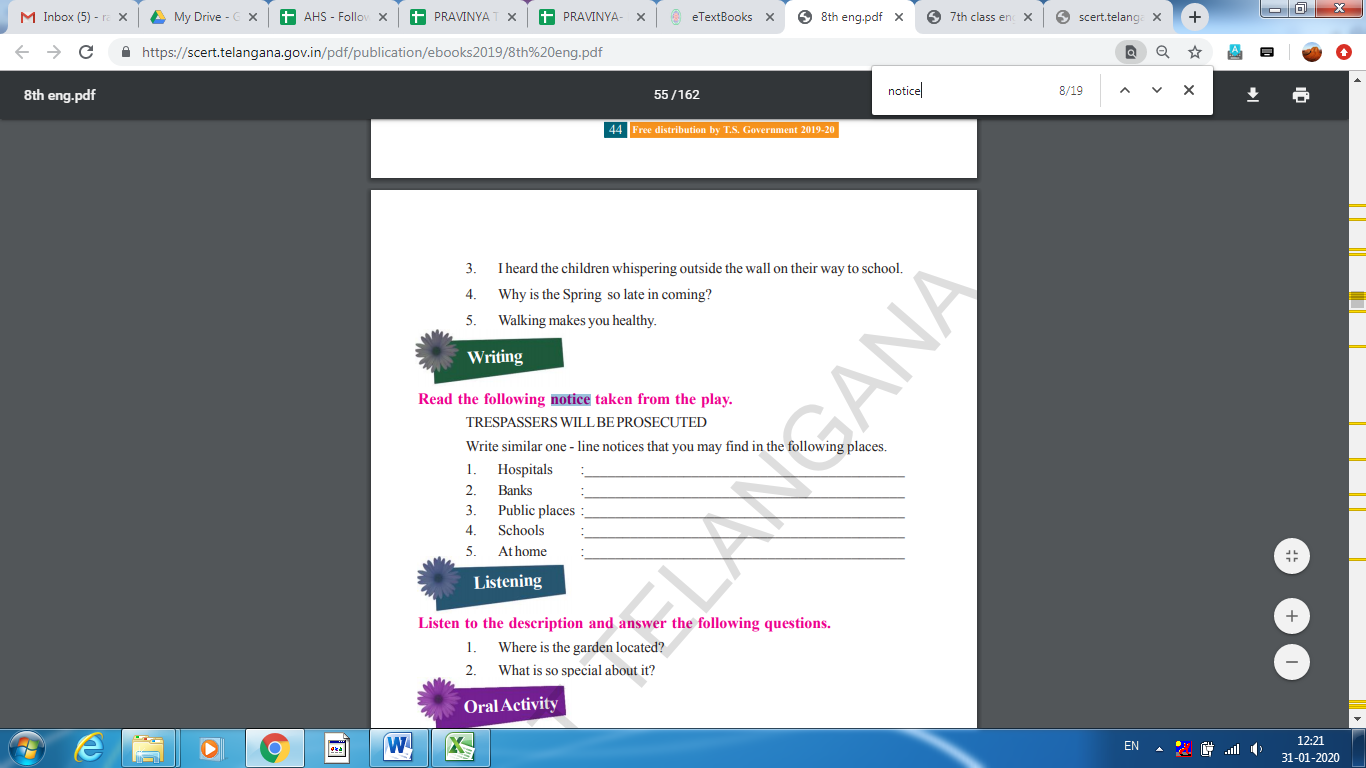 Inbox (5) - ra
My Drive - G
AHS - Follow
PRAVINYA T
PRAVINYA-
eTextBooks
8th eng.pdf
7th class eng
scert.telanga
https://scert.telangana.gov.in/pdf/publication/ebooks2019/8th%20eng.pdf
8th eng.pdf
55 / 162
notice
8/19
44 Free distribution by T.S. Government 2019-20
3. I heard the children whispering outside the wall on their way to school.
4. Why is the Spring so late in coming?
5. Walking makes you healthy.
Writing
Read the following notice taken from the play.
TRESPASSERS WILL BE PROSECUTED
Write similar one - line notices that you may find in the following places.
1. Hospitals :
2. Banks :
3. Public places :
4. Schools :
5. At home :
Listening
Listen to the description and answer the following questions.
1. Where is the garden located?
2. What is so special about it?
Oral Activity
T TELANGANA
EN
12:21
31-01-2020